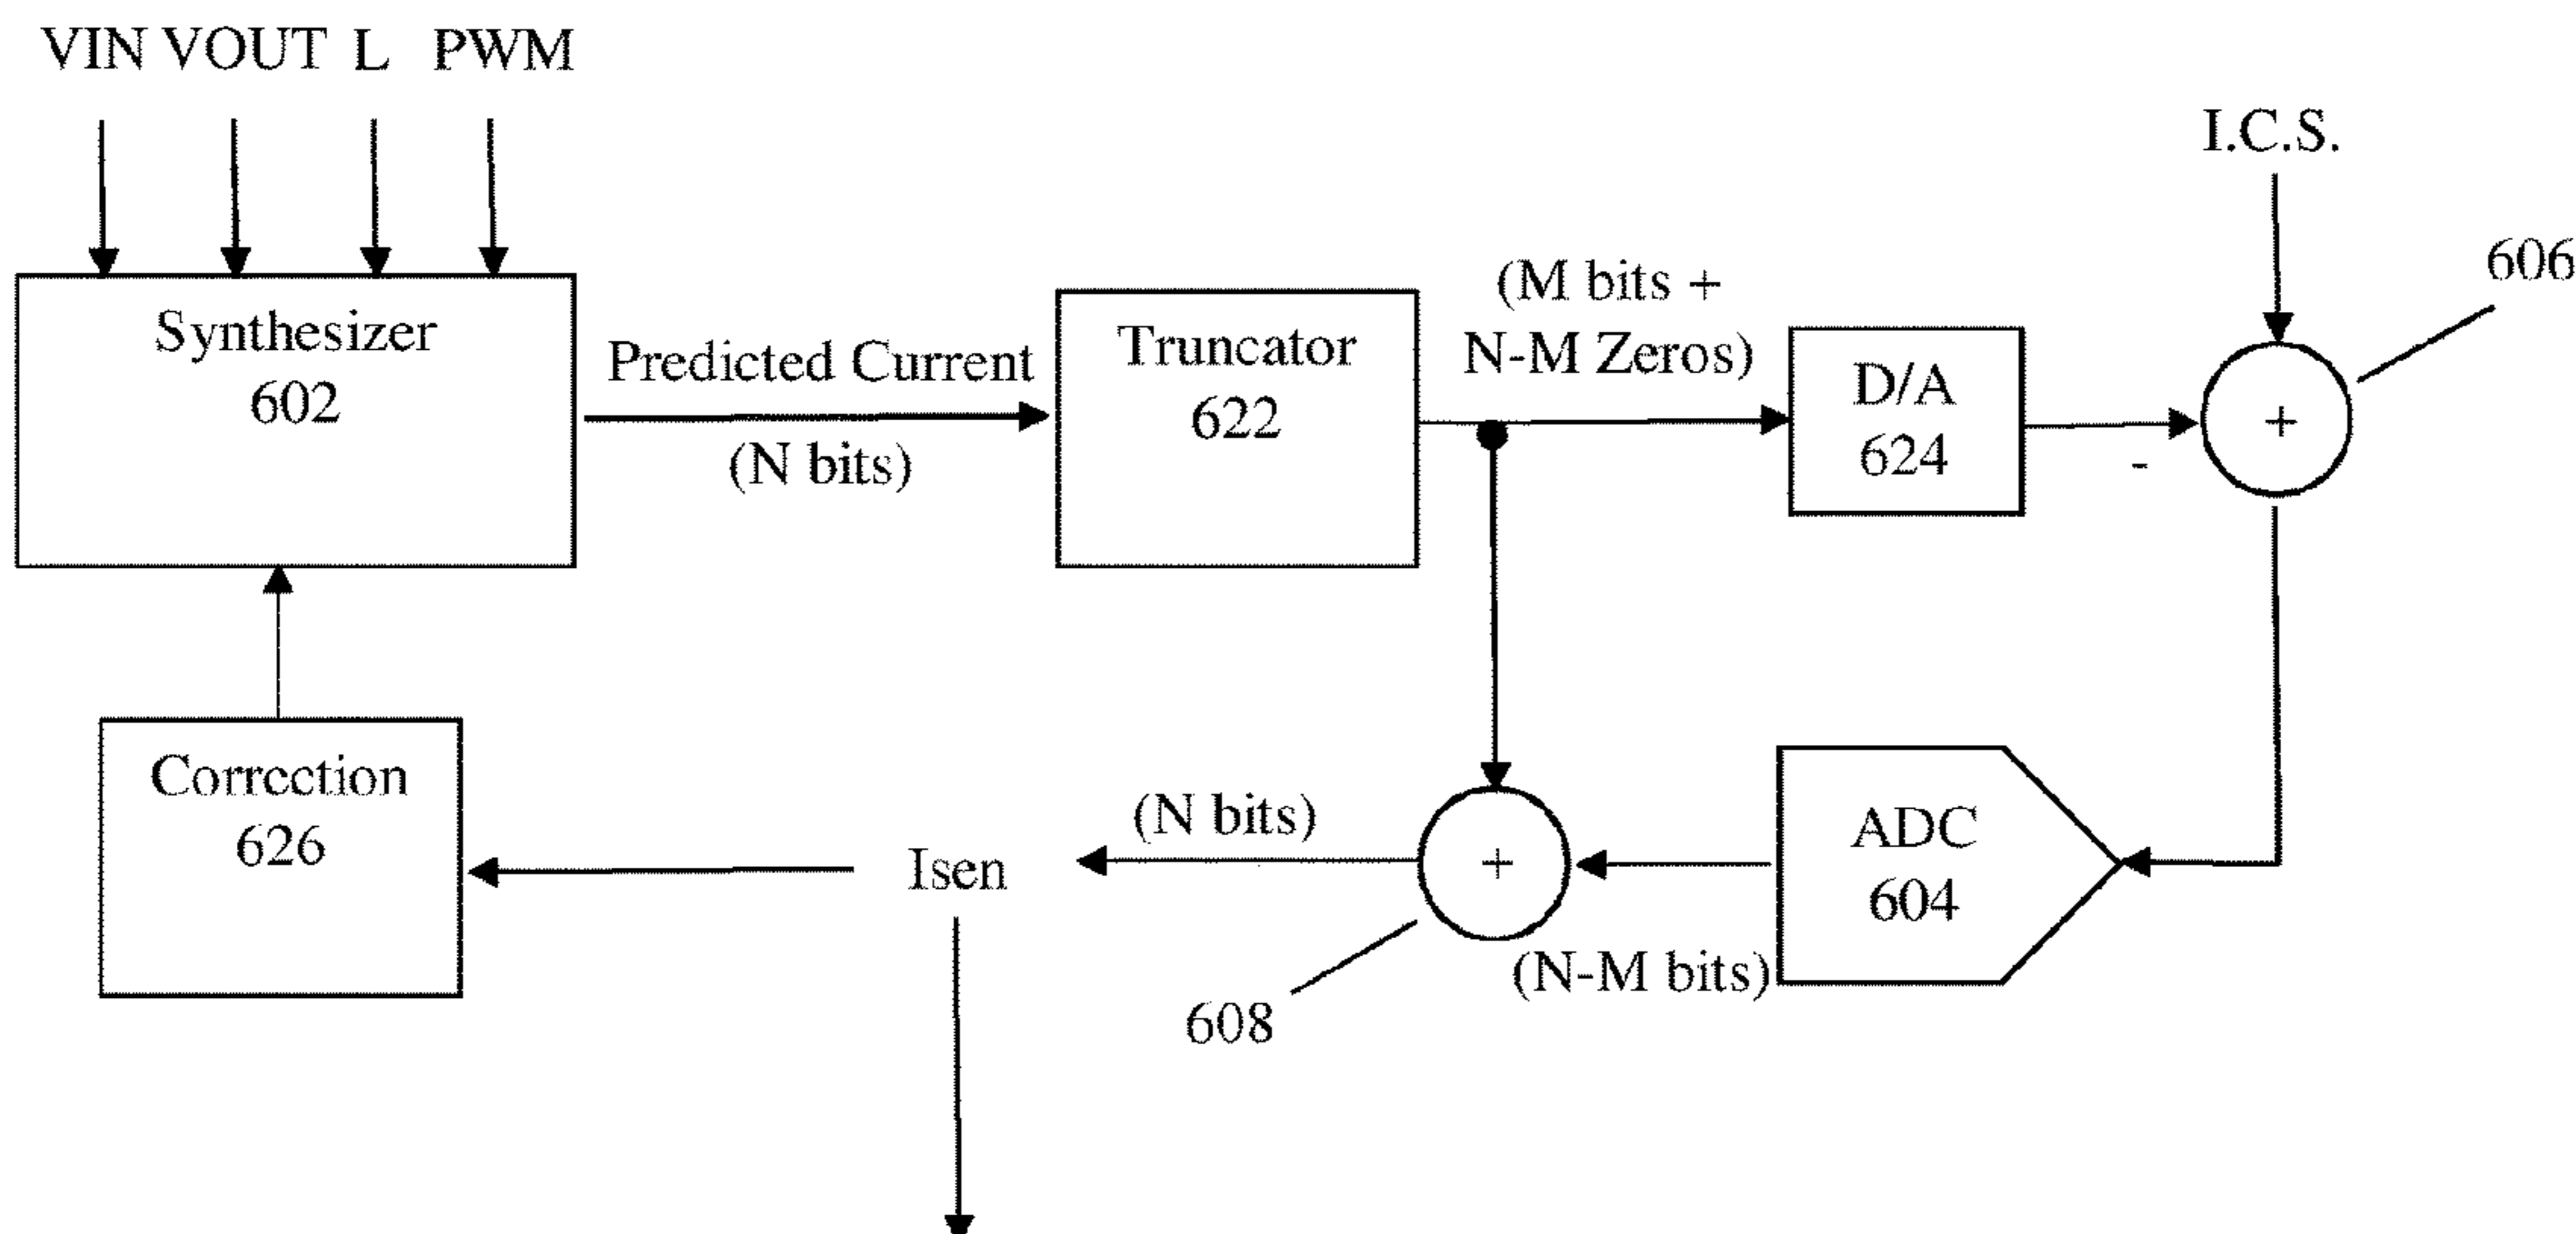 VIN VOUT L PWM
I.C.S.
606
Synthesizer
602
Predicted Current
(N bits)
Truncator
622
(M bits +
N-M Zeros)
D/A
624
-
+
Correction
626
Isen
(N bits)
+
608
(N-M bits)
ADC
604